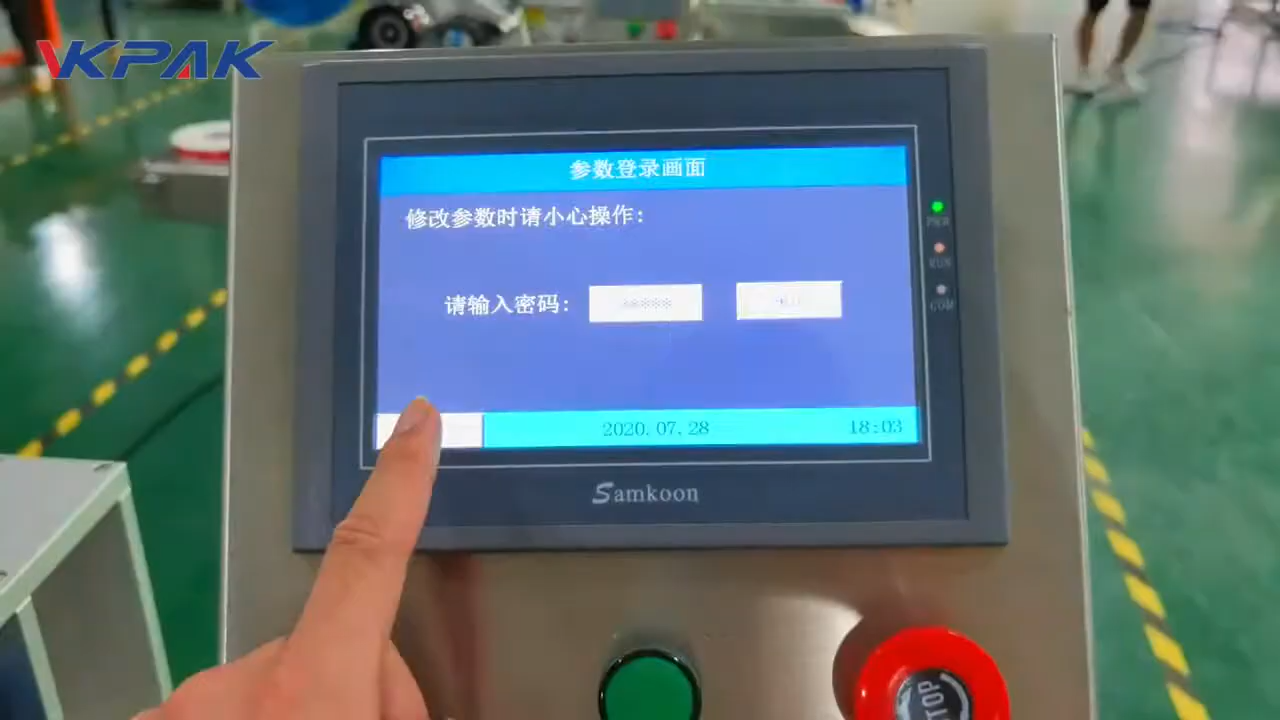 VKPAK
参数登录画面
修改参数时请小心操作:
请输入密码: *****
2020.07.28 18:03
PWR
RUN
COM
Samkoon
STOP